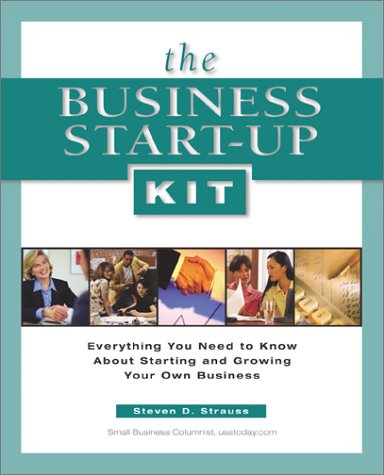 the
BUSINESS
START-UP
KIT
Everything You Need to Know
About Starting and Growing
Your Own Business
Steven D. Strauss
Small Business Columnist, usatoday.com